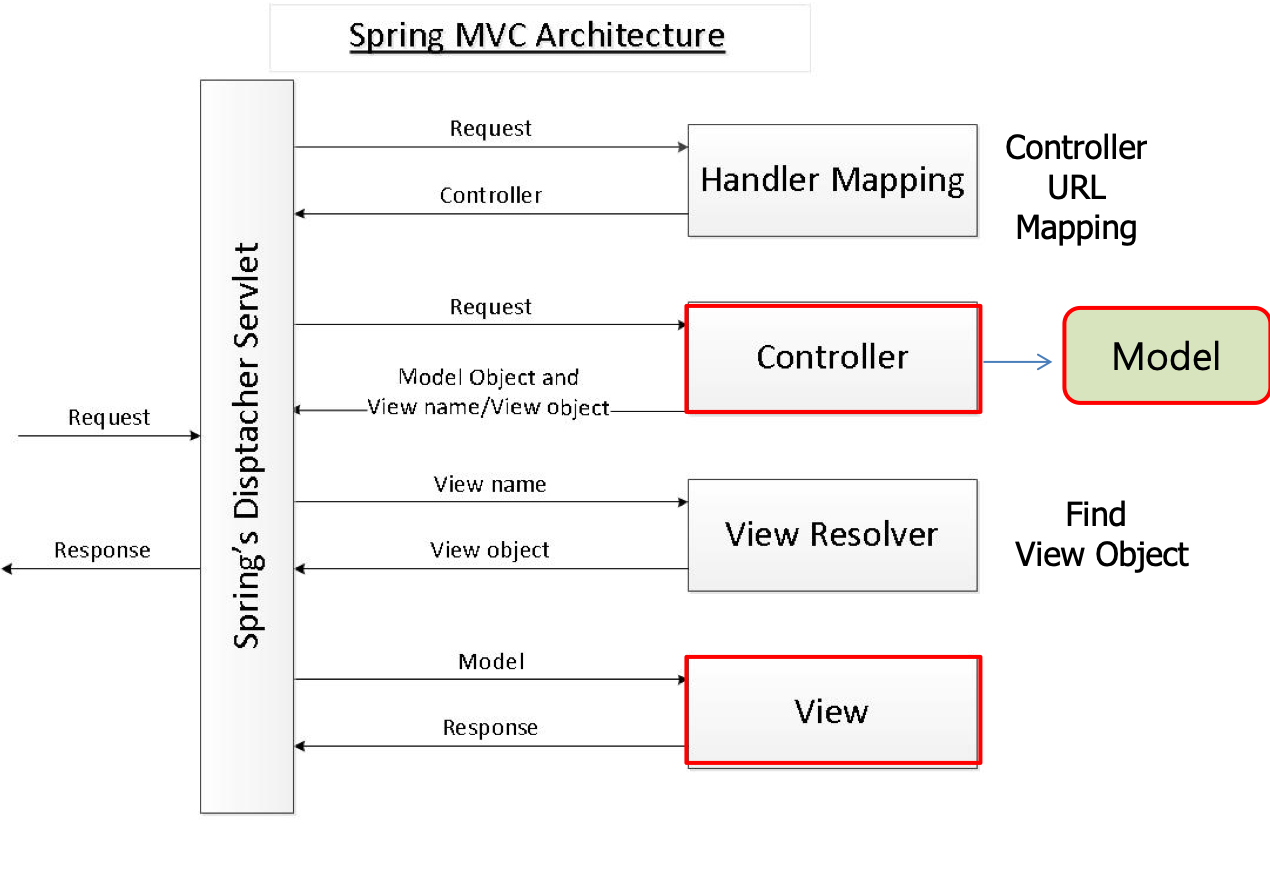 Spring MVC Architecture
Request
Handler Mapping
Controller
Controller
URL
Mapping
Request
Controller
Model
Model Object and
View name/View object
Request
Response
Spring's Disptacher Servlet
View name
View Resolver
View object
Find
View Object
Model
View
Response